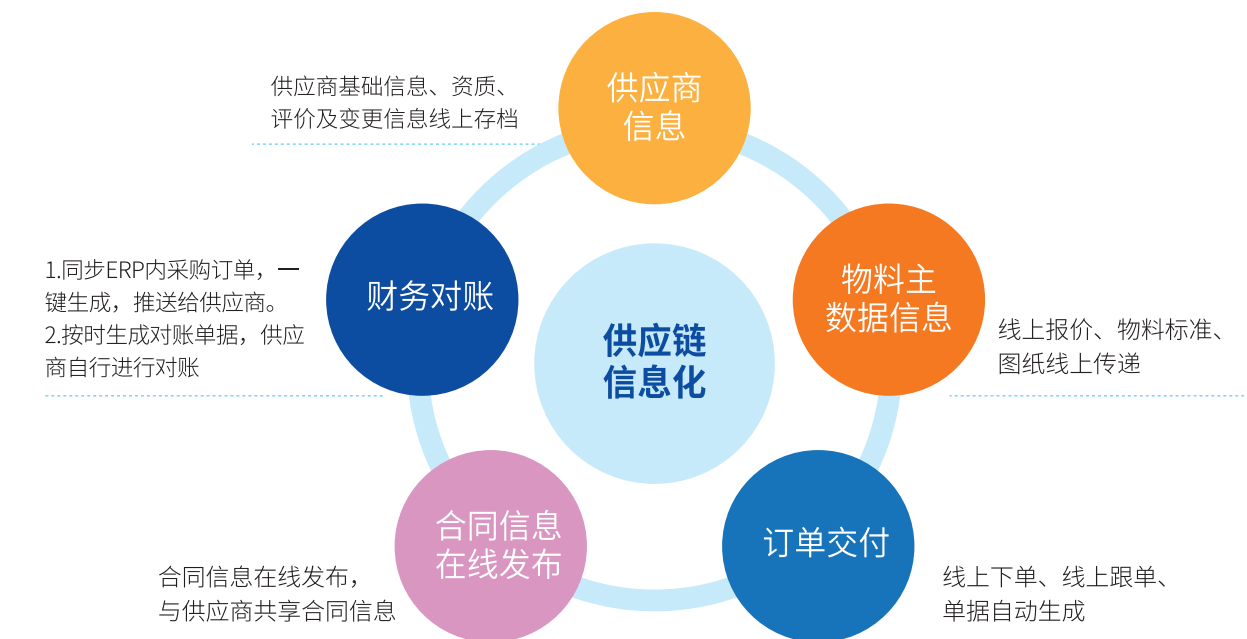 供应商基础信息、资质、
评价及变更信息线上存档
供应商
信息
1.同步ERP内采购订单，一
键生成，推送给供应商。
2.按时生成对账单据，供应
商自行进行对账
财务对账
供应链
信息化
物料主
数据信息
线上报价、物料标准、
图纸线上传递
合同信息
在线发布
合同信息在线发布，
与供应商共享合同信息
订单交付
线上下单、线上跟单、
单据自动生成